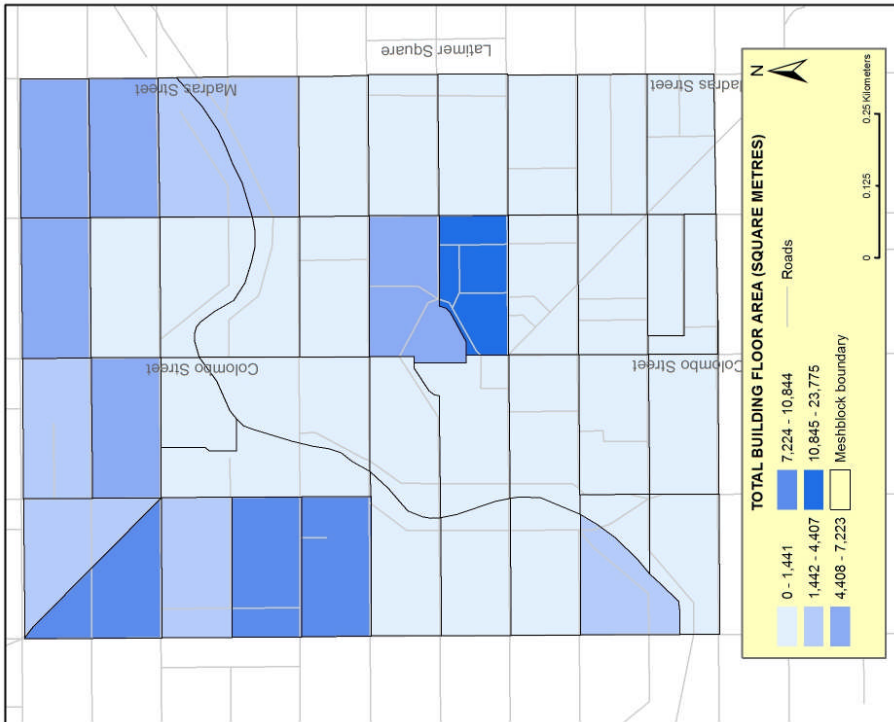 Latimer Square
Madras Street
Madras Street
Colombo Street
Colombo Street
TOTAL BUILDING FLOOR AREA (SQUARE METRES)
0 - 1,441
1,442 - 4,407
4,408 - 7,223
7,224 - 10,844
10,845 - 23,775
Meshblock boundary
Roads
N
0 0.125 0.25 Kilometers